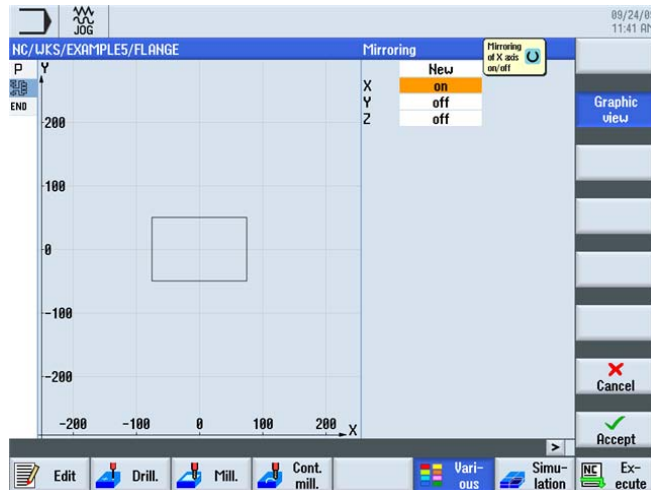 JOG
09/24/0
11:41 AM
NC/WKS/EXAMPLE5/FLANGE
Mirroring
Mirroring
of X axis
on/off
P
Y
New
X on
Y off
Z off
END
Graphic
view
200
100
0
-100
-200
-200 -100 0 100 200 X
Cancel
Accept
>
Edit
Drill.
Mill.
Cont.
mill.
Vari-
ous
Simu-
lation
NC
Ex-
ecute